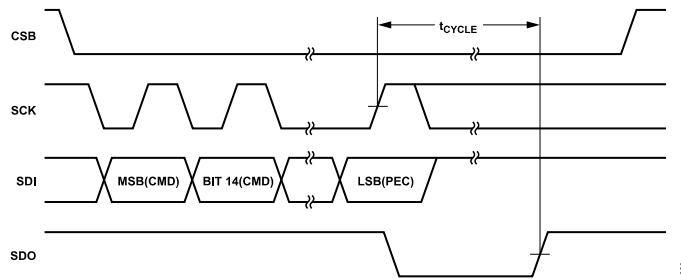 CSB
tCYCLE
SCK
SDI
MSB(CMD)
BIT 14(CMD)
LSB(PEC)
SDO